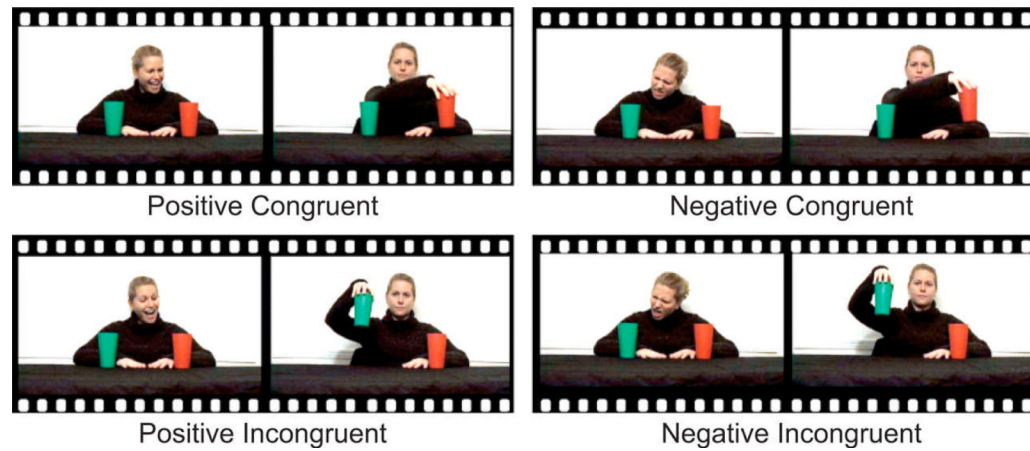 Positive Congruent
Negative Congruent
Positive Incongruent
Negative Incongruent